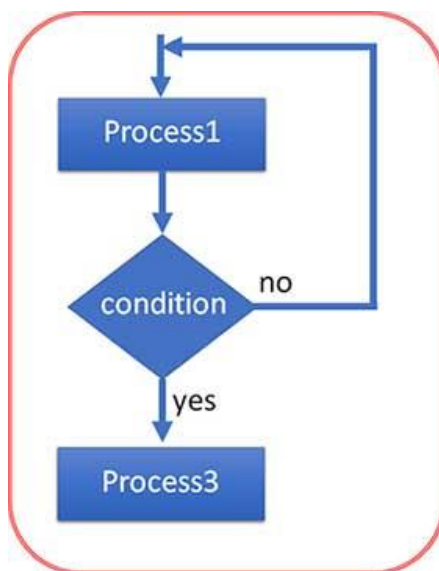 Process1
condition
no
yes
Process3